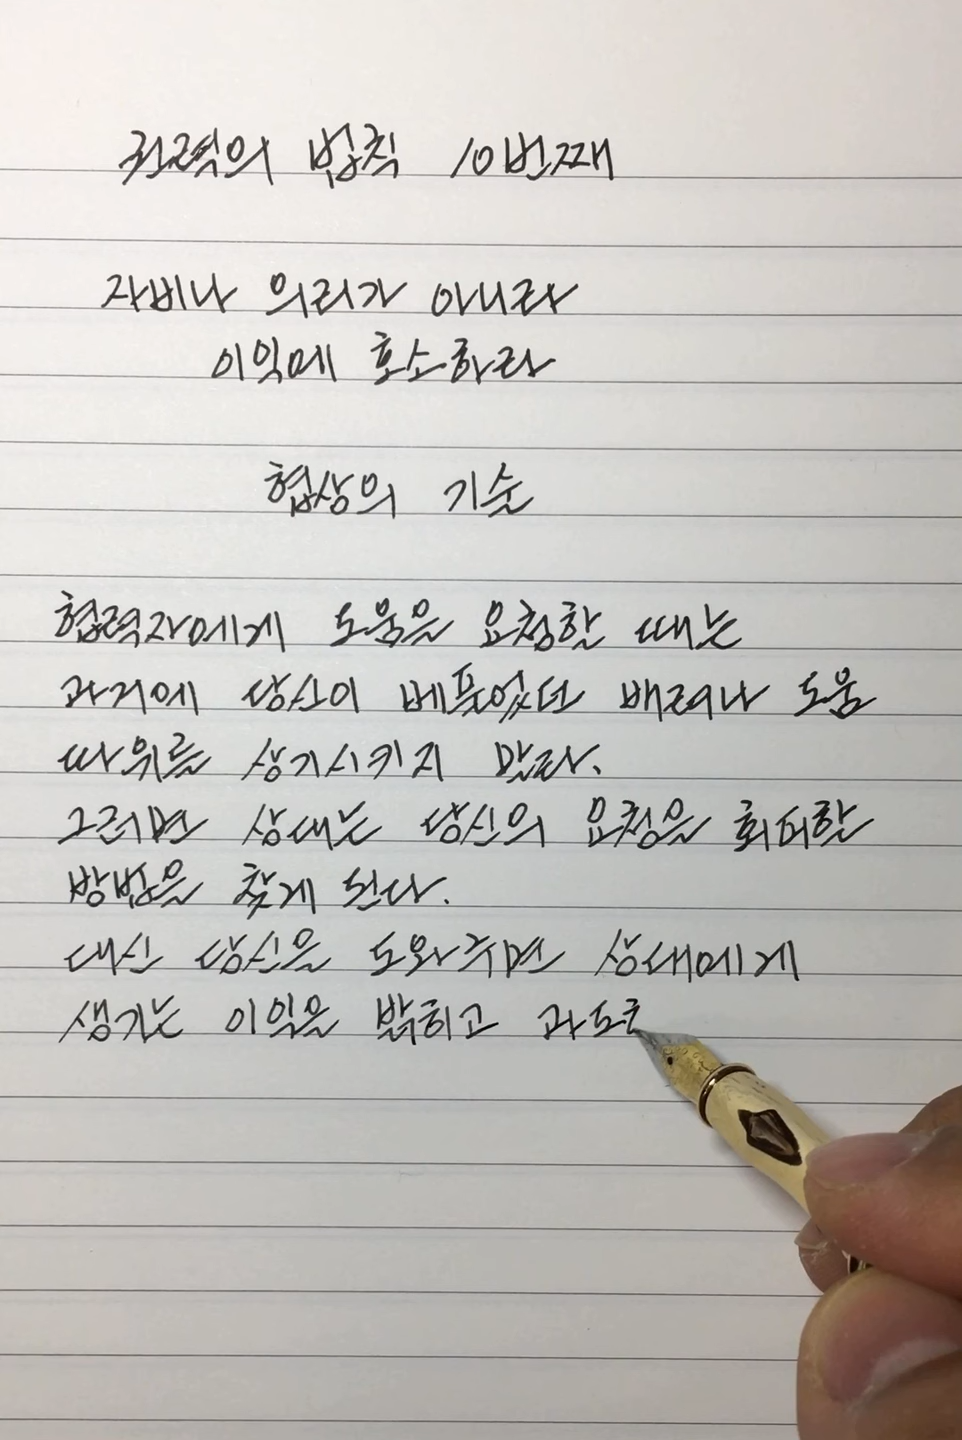 권력의 법칙 10번째
자비나 의리가 아니라
이익에 호소하라
협상의 기술
협력자에게 도움을 요청할 때는
과거에 당신이 베풀었던 배려나 도움
따위를 상기시키지 말라.
그러면 상대는 당신의 요청을 회피할
방법을 찾게 된다.
대신 당신을 도와주면 상대에게
생기는 이익을 밝히고